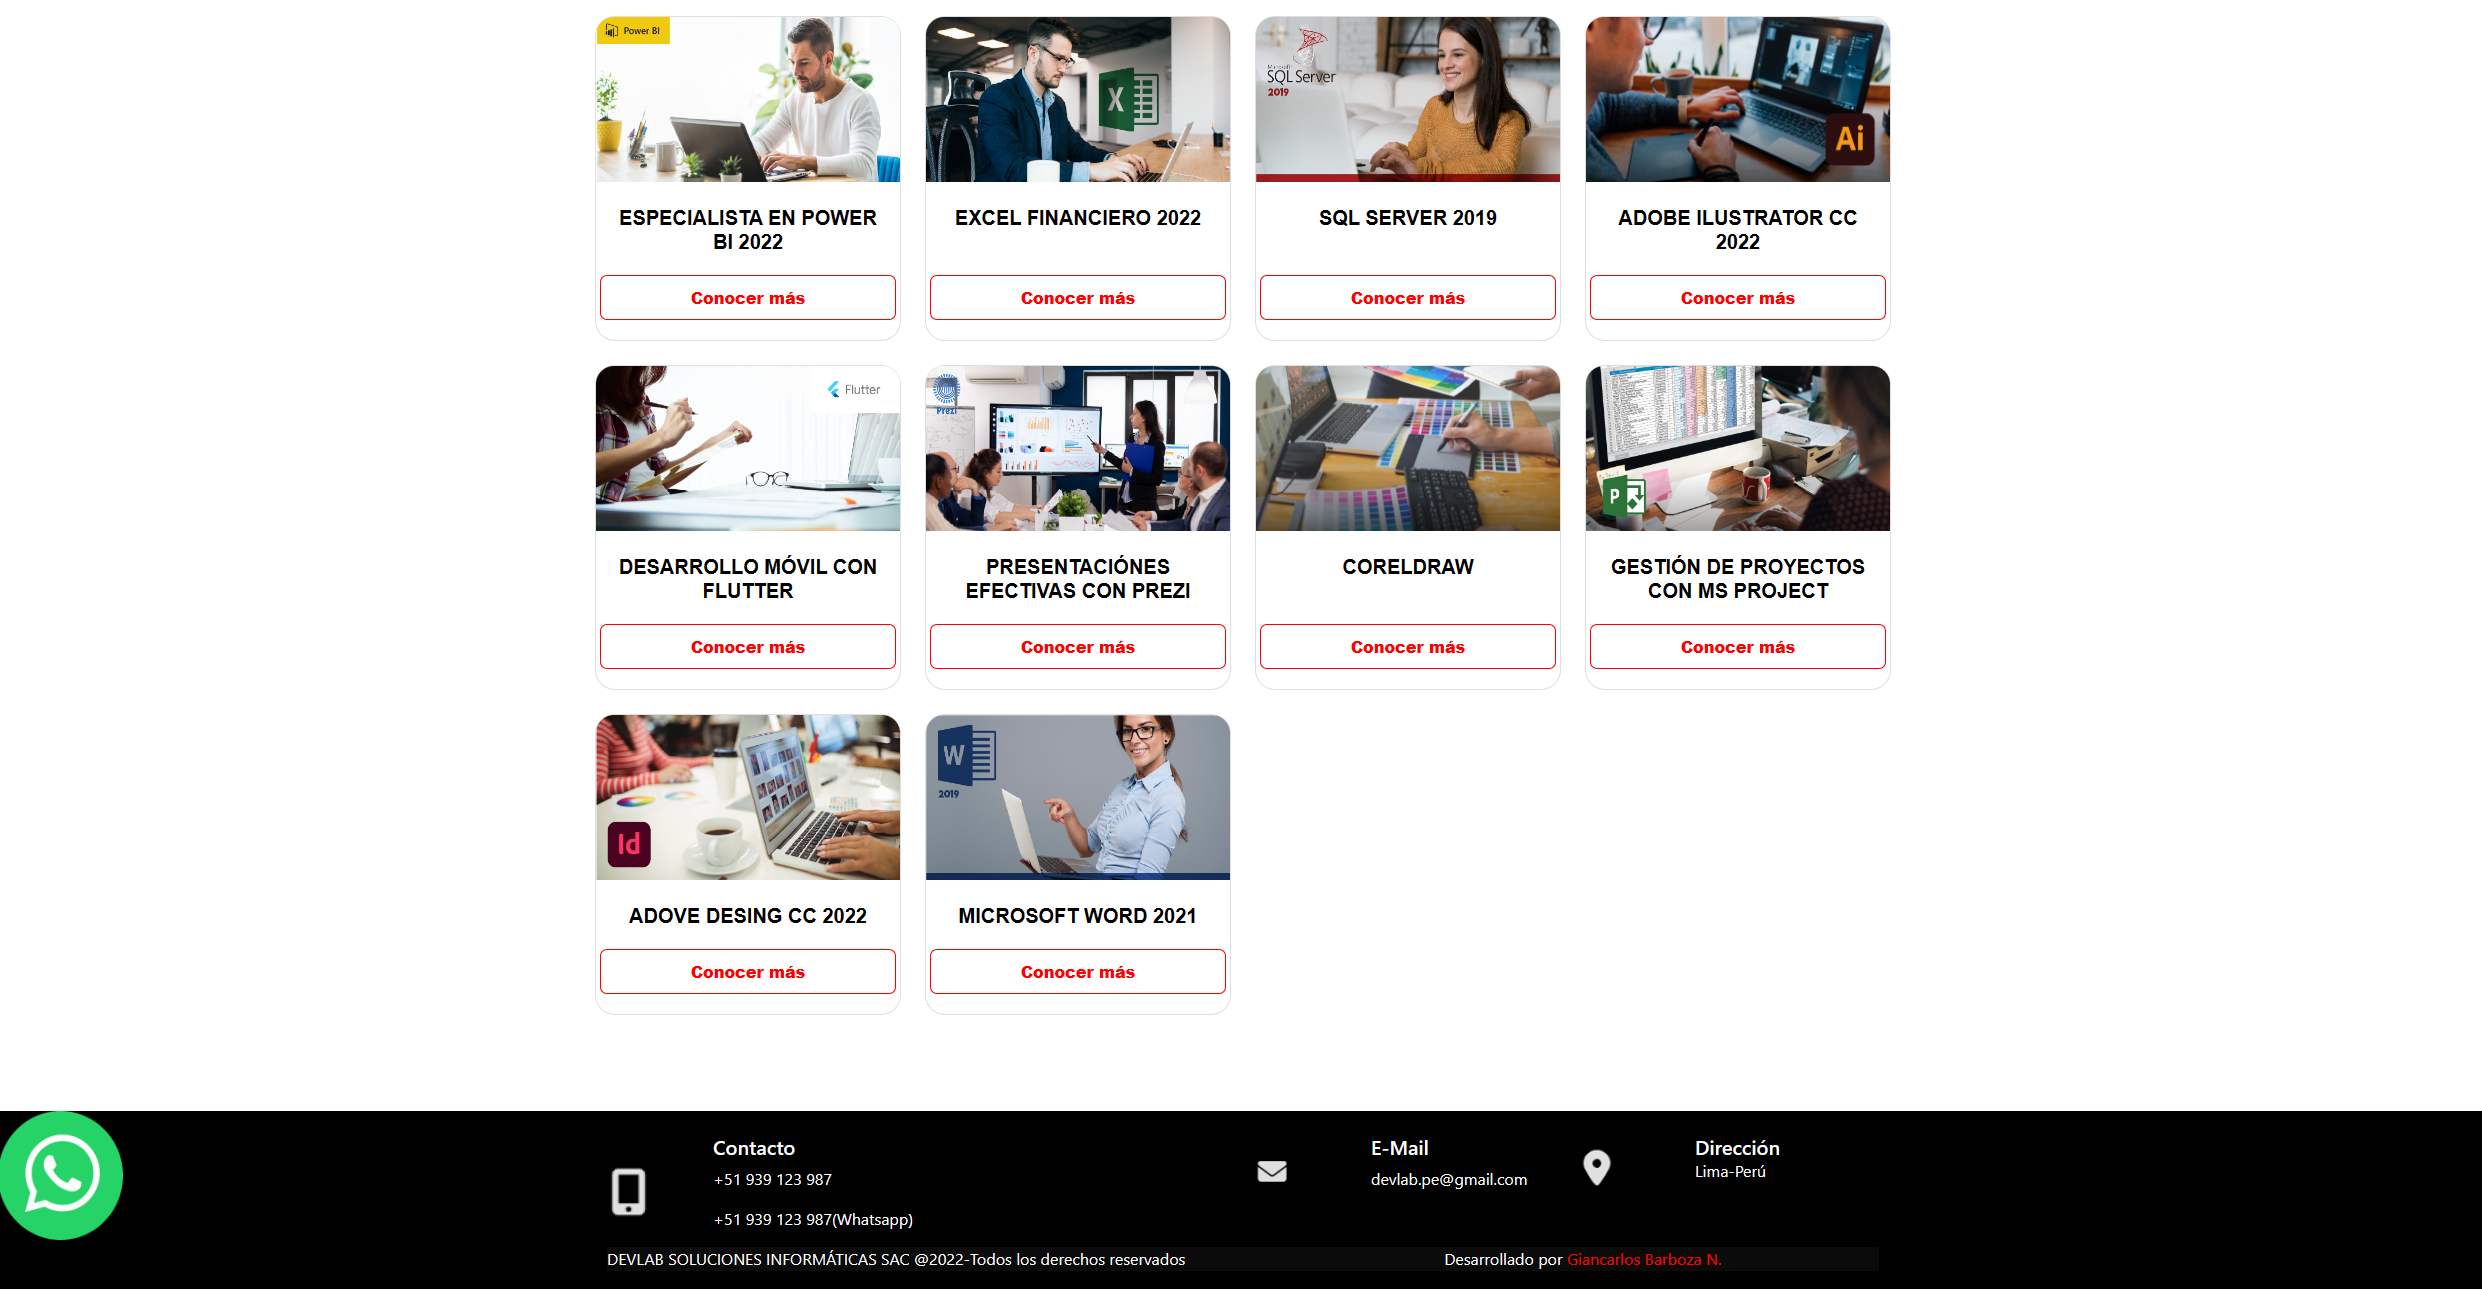 Power BI
X
Microsoft
SQL Server
2019
Ai
ESPECIALISTA EN POWER
BI 2022
EXCEL FINANCIERO 2022
SQL SERVER 2019
ADOBE ILUSTRATOR CC
2022
Conocer más
Conocer más
Conocer más
Conocer más
Flutter
Prezi
P
DESARROLLO MÓVIL CON
FLUTTER
PRESENTACIÓNES
EFECTIVAS CON PREZI
CORELDRAW
GESTIÓN DE PROYECTOS
CON MS PROJECT
Conocer más
Conocer más
Conocer más
Conocer más
Id
W
2019
ADOVE DESING CC 2022
MICROSOFT WORD 2021
Conocer más
Conocer más
Contacto
+51 939 123 987
+51 939 123 987(Whatsapp)
E-Mail
devlab.pe@gmail.com
Dirección
Lima-Perú
DEVLAB SOLUCIONES INFORMÁTICAS SAC @2022-Todos los derechos reservados
Desarrollado por Giancarlos Barboza N.